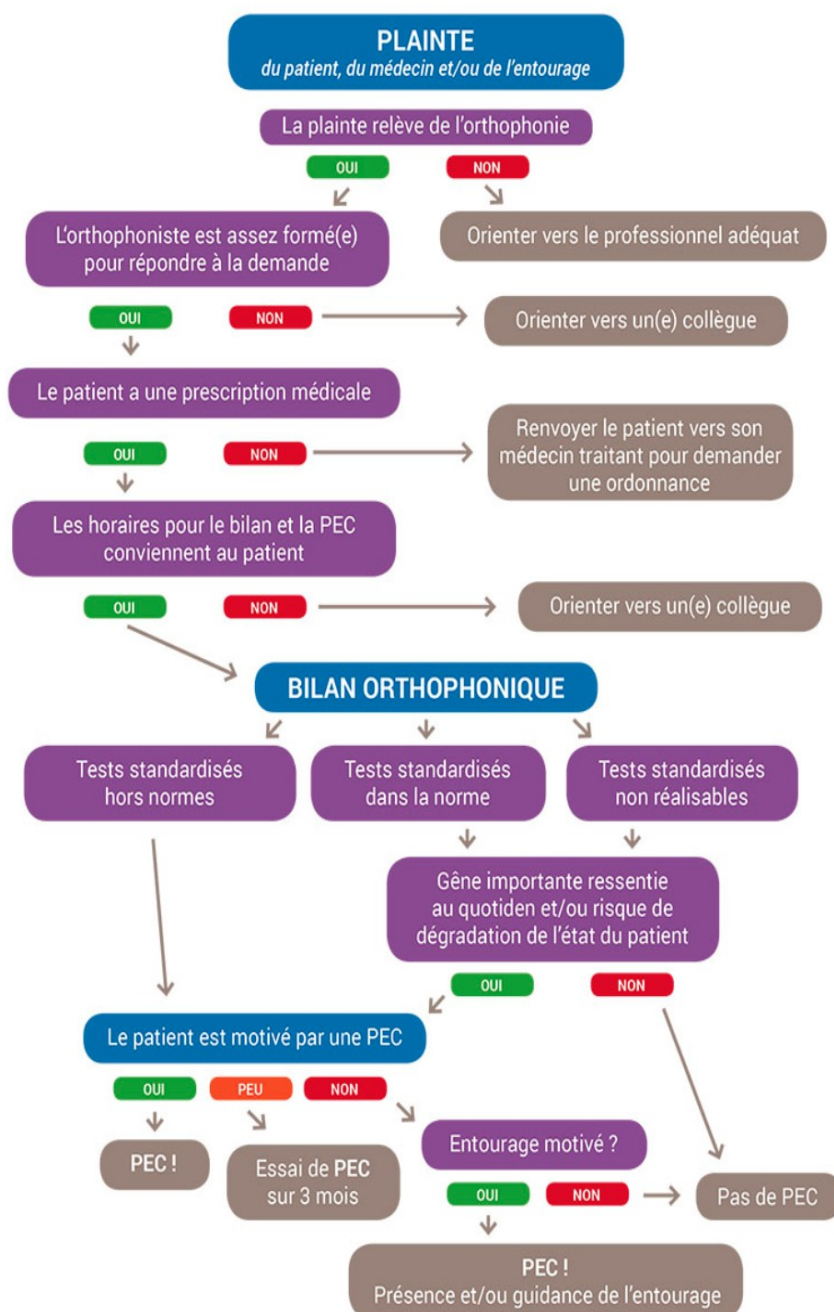 PLAINTE
du patient, du médecin et/ou de l'entourage
La plainte relève de l'orthophonie
OUI
NON
L'orthophoniste est assez formé(e)
pour répondre à la demande
Orienter vers le professionnel adéquat
OUI
NON
Orienter vers un(e) collègue
Le patient a une prescription médicale
OUI
NON
Renvoyer le patient vers son
médecin traitant pour demander
une ordonnance
Les horaires pour le bilan et la PEC
conviennent au patient
OUI
NON
Orienter vers un(e) collègue
BILAN ORTHOPHONIQUE
Tests standardisés
hors normes
Tests standardisés
dans la norme
Tests standardisés
non réalisables
Gêne importante ressentie
au quotiden et/ou risque de
dégradation de l'état du patient
OUI
NON
Le patient est motivé par une PEC
OUI
PEU
NON
PEC !
Essai de PEC
sur 3 mois
Entourage motivé ?
OUI
NON
Pas de PEC
PEC !
Présence et/ou guidance de l'entourage